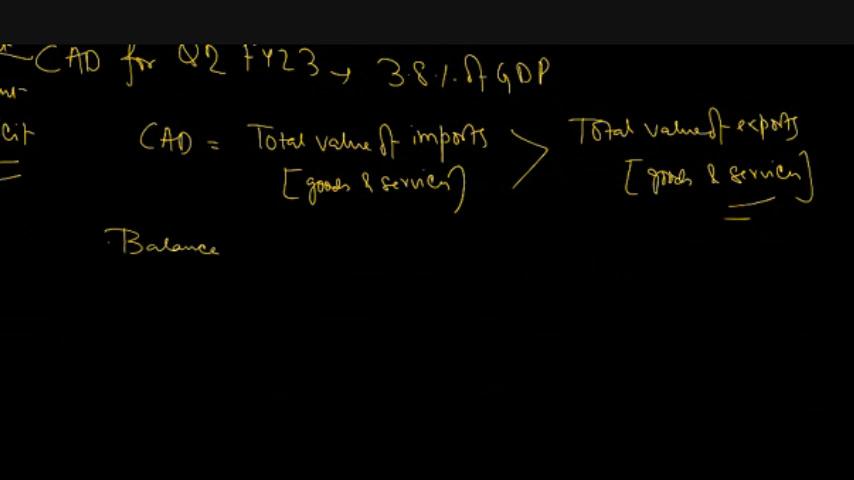 CAD for Q2 FY23 → 3.8% of GDP
cit
CAD = Total value of imports > Total value of exports
[goods & services] [goods & services]
Balance